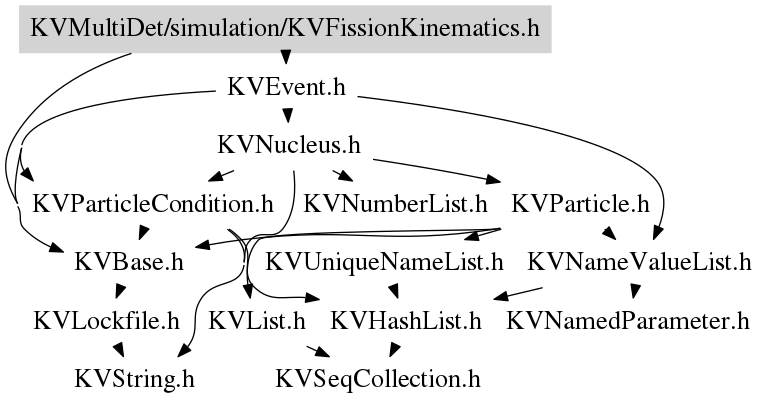 KVMultiDet/simulation/KVFissionKinematics.h
KVEvent.h
KVNucleus.h
KVParticleCondition.h
KVNumberList.h
KVParticle.h
KVBase.h
KVUniqueNameList.h
KVNameValueList.h
KVLockfile.h
KVList.h
KVHashList.h
KVNamedParameter.h
KVString.h
KVSeqCollection.h